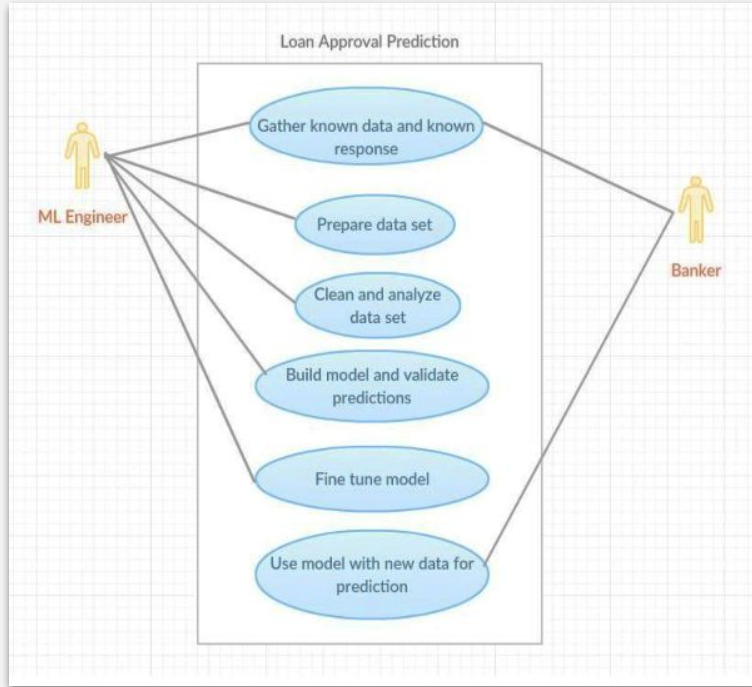 Loan Approval Prediction
Gather known data and known
response
ML Engineer
Prepare data set
Banker
Clean and analyze
data set
Build model and validate
predictions
Fine tune model
Use model with new data for
prediction